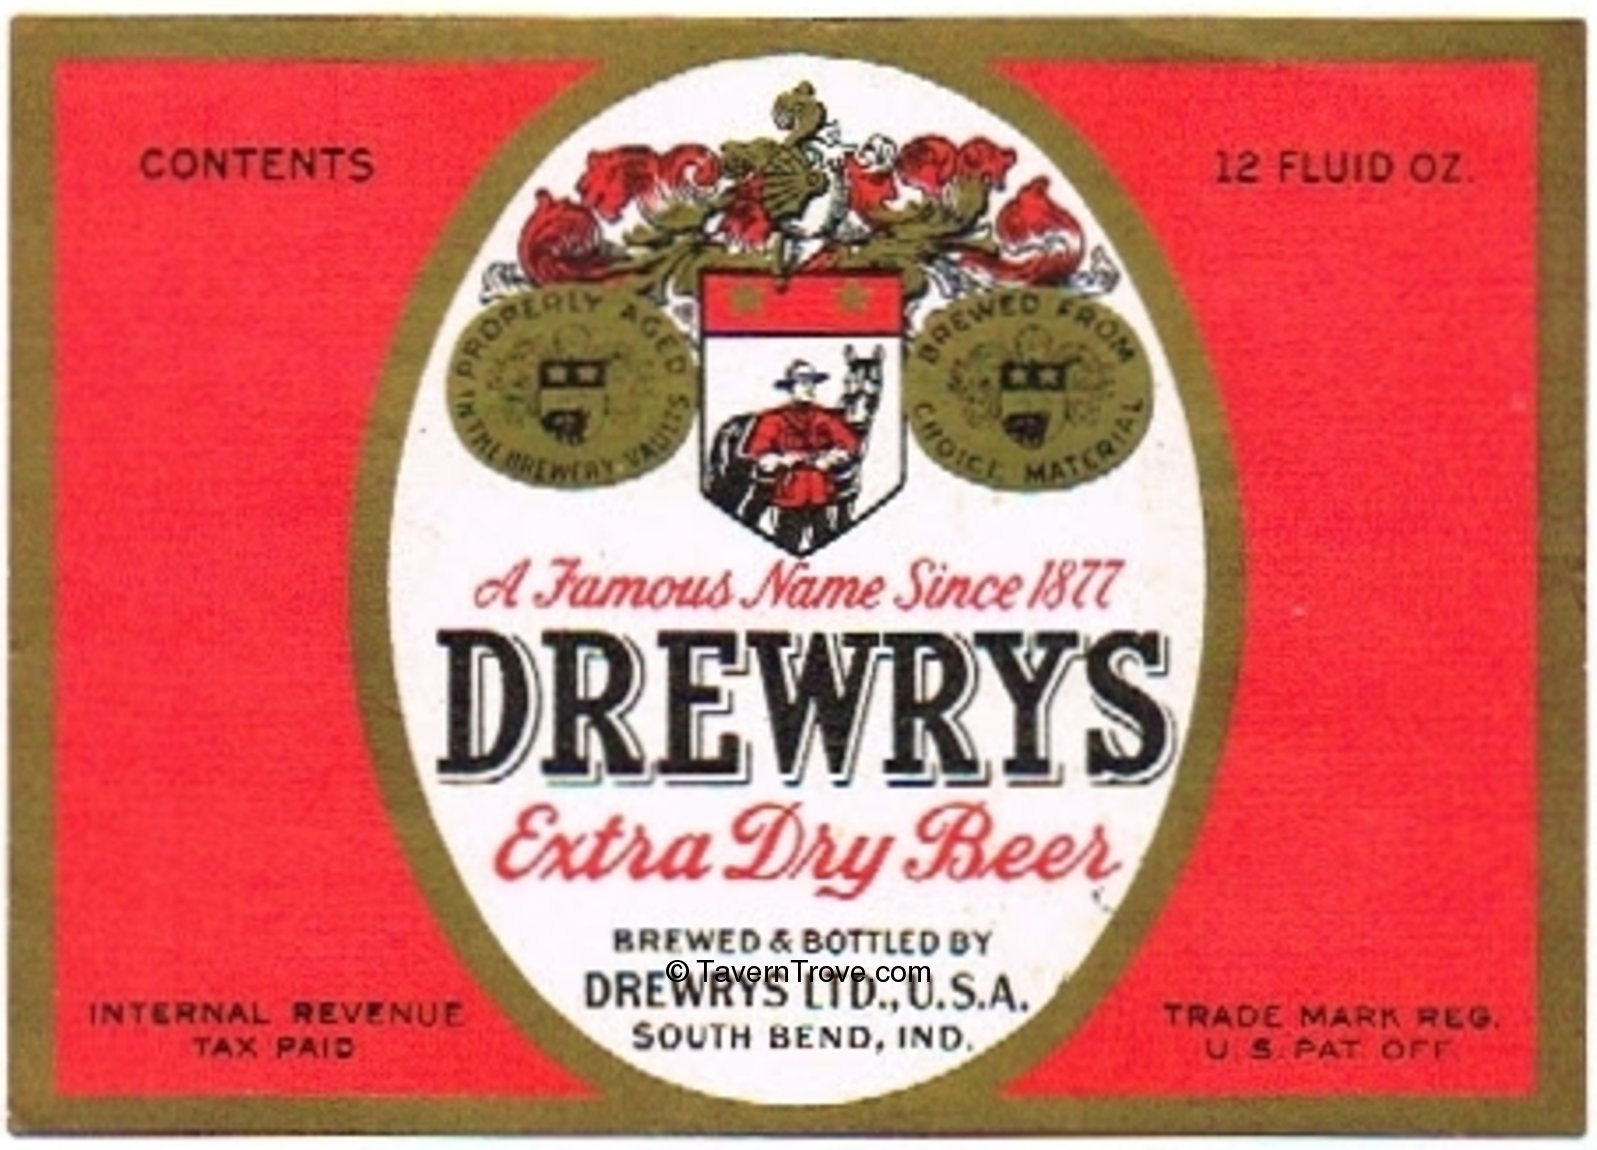 CONTENTS
12 FLUID OZ.
PROPERLY AGED
IN THE BREWERY VAULTS
BREWED FROM
CHOICE MATERIAL
A Famous Name Since 1877
DREWRYS
Extra Dry Beer
BREWED & BOTTLED BY
© TavernTrove.com
DREWRYS LTD., U.S.A.
SOUTH BEND, IND.
INTERNAL REVENUE
TAX PAID
TRADE MARK REG.
U. S. PAT. OFF.